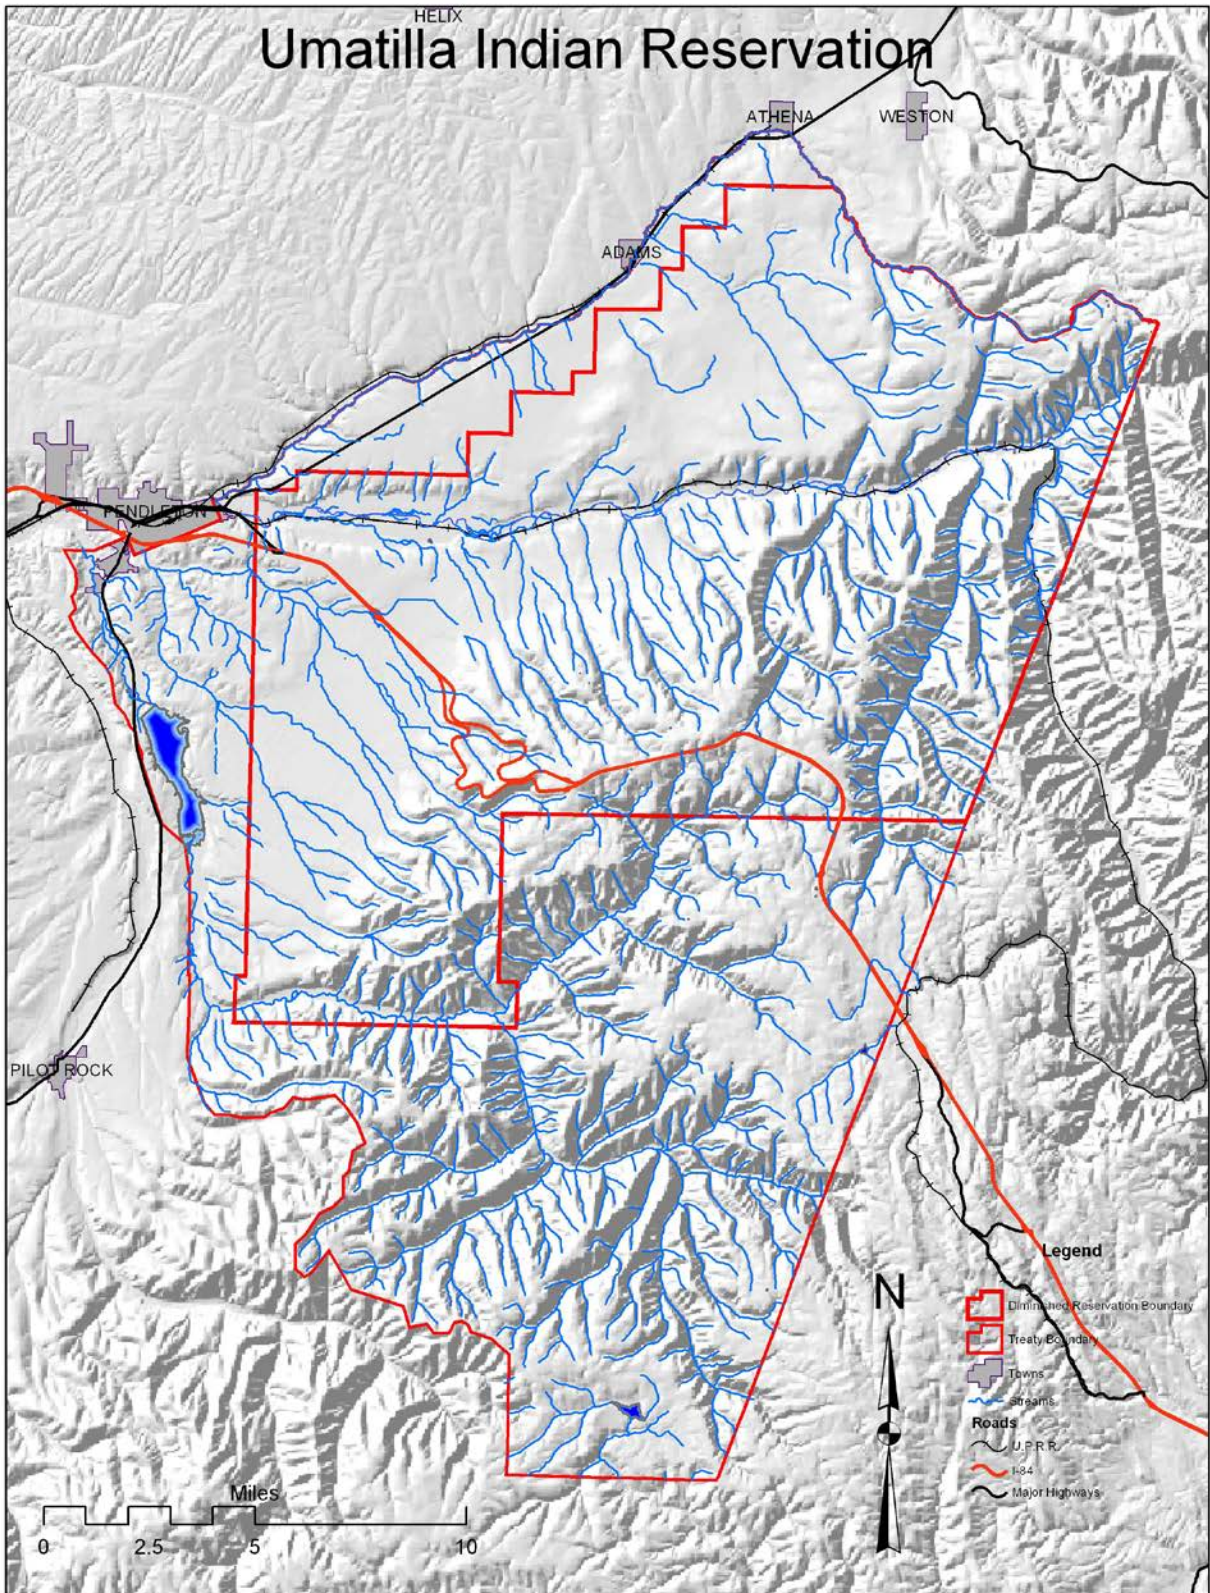 HELIX
Umatilla Indian Reservation
ATHENA
WESTON
ADAMS
PENDLETON
PILOT ROCK
Legend
N
Diminished Reservation Boundary
Treaty Boundary
Towns
Streams
Roads
U.P.R.R.
I-84
Major Highways
Miles
0 2.5 5 10